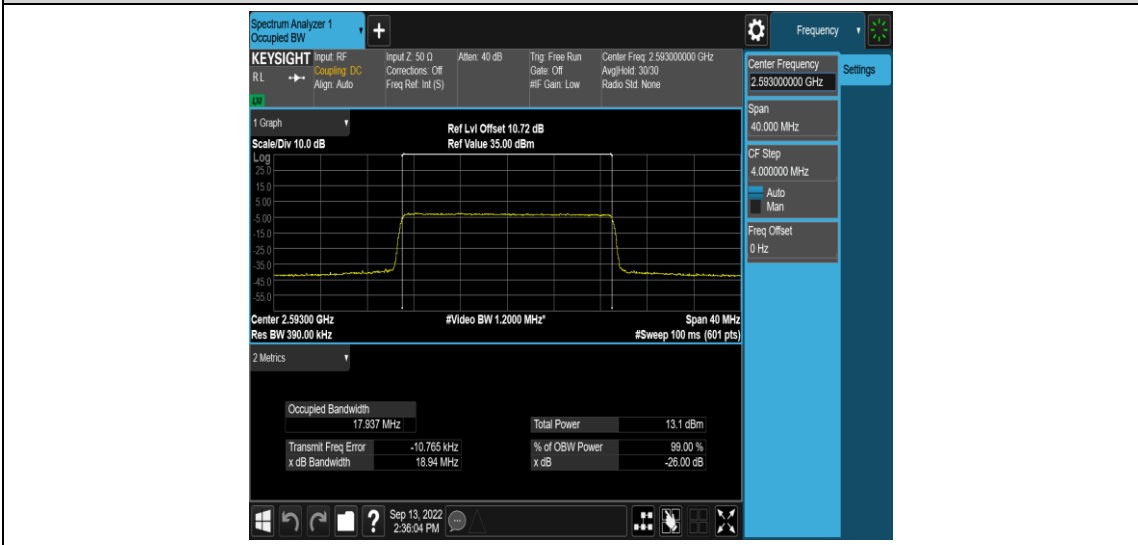 Spectrum Analyzer 1
Occupied BW
+
Frequency
KEYSIGHT
RL
LXI
Input: RF
Coupling: DC
Align: Auto
Input Z: 50 Ω
Corrections: Off
Freq Ref: Int (S)
Atten: 40 dB
Trig: Free Run
Gate: Off
#IF Gain: Low
Center Freq: 2.593000000 GHz
Avg|Hold: 30/30
Radio Std: None
Center Frequency
2.593000000 GHz
Settings
Span
40.000 MHz
CF Step
4.000000 MHz
Auto
Man
Freq Offset
0 Hz
1 Graph
Scale/Div 10.0 dB
Ref Lvl Offset 10.72 dB
Ref Value 35.00 dBm
Log
25.0
15.0
5.00
-5.00
-15.0
-25.0
-35.0
-45.0
-55.0
Center 2.59300 GHz
#Video BW 1.2000 MHz*
Span 40 MHz
Res BW 390.00 kHz
#Sweep 100 ms (601 pts)
2 Metrics
Occupied Bandwidth
17.937 MHz
Total Power 13.1 dBm
Transmit Freq Error -10.765 kHz
% of OBW Power 99.00 %
x dB Bandwidth 18.94 MHz
x dB -26.00 dB
?
Sep 13, 2022
2:36:04 PM